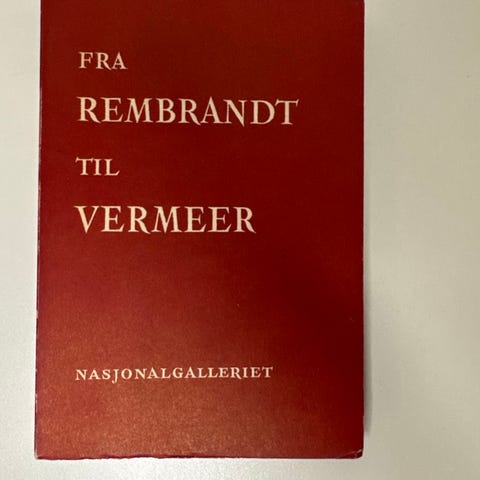 FRA
REMBRANDT
TIL
VERMEER
NASJONALGALLERIET